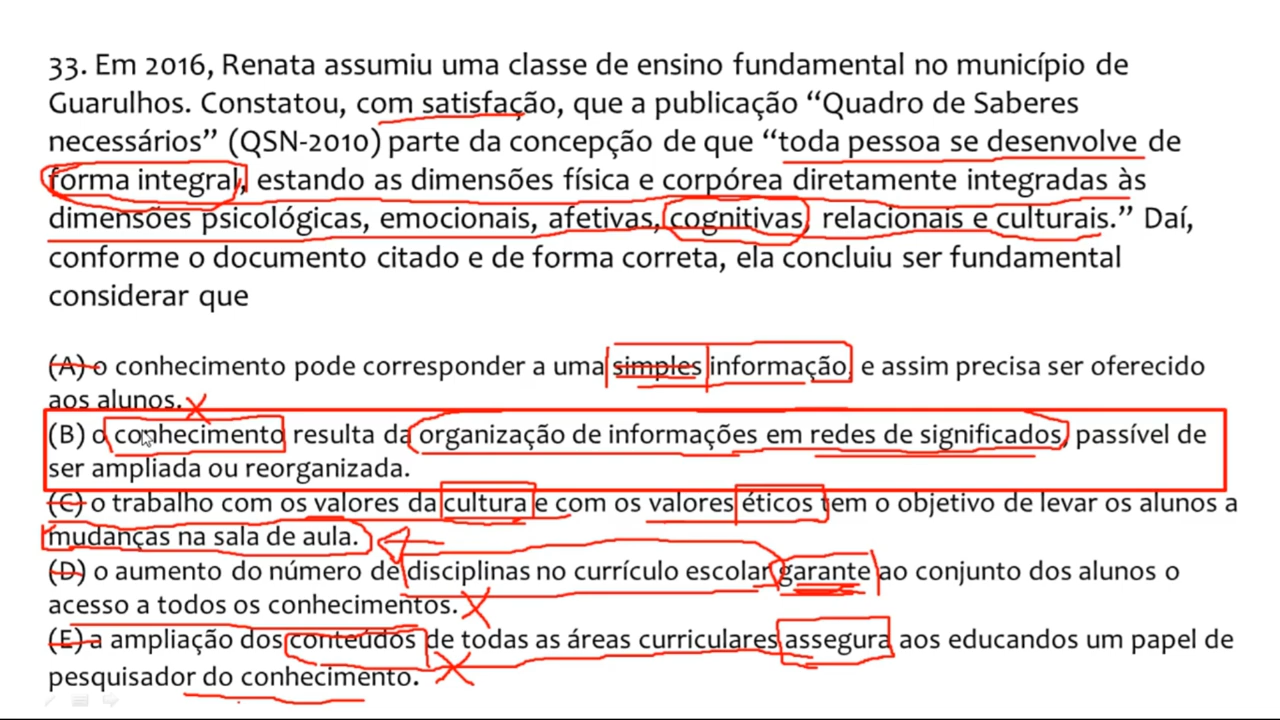 33. Em 2016, Renata assumiu uma classe de ensino fundamental no município de
Guarulhos. Constatou, com satisfação, que a publicação “Quadro de Saberes
necessários” (QSN-2010) parte da concepção de que “toda pessoa se desenvolve de
forma integral, estando as dimensões física e corpórea diretamente integradas às
dimensões psicológicas, emocionais, afetivas, cognitivas, relacionais e culturais.” Daí,
conforme o documento citado e de forma correta, ela concluiu ser fundamental
considerar que
(A) o conhecimento pode corresponder a uma simples informação, e assim precisa ser oferecido
aos alunos.
(B) o conhecimento resulta da organização de informações em redes de significados, passível de
ser ampliada ou reorganizada.
(C) o trabalho com os valores da cultura e com os valores éticos tem o objetivo de levar os alunos a
mudanças na sala de aula.
(D) o aumento do número de disciplinas no currículo escolar garante ao conjunto dos alunos o
acesso a todos os conhecimentos.
(E) a ampliação dos conteúdos de todas as áreas curriculares assegura aos educandos um papel de
pesquisador do conhecimento.